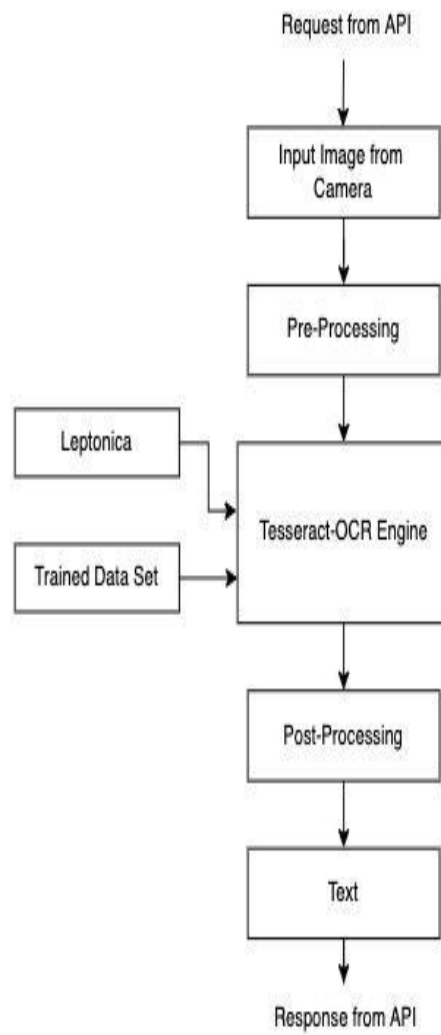 Request from API
Input Image from
Camera
Pre-Processing
Leptonica
Tesseract-OCR Engine
Trained Data Set
Post-Processing
Text
Response from API